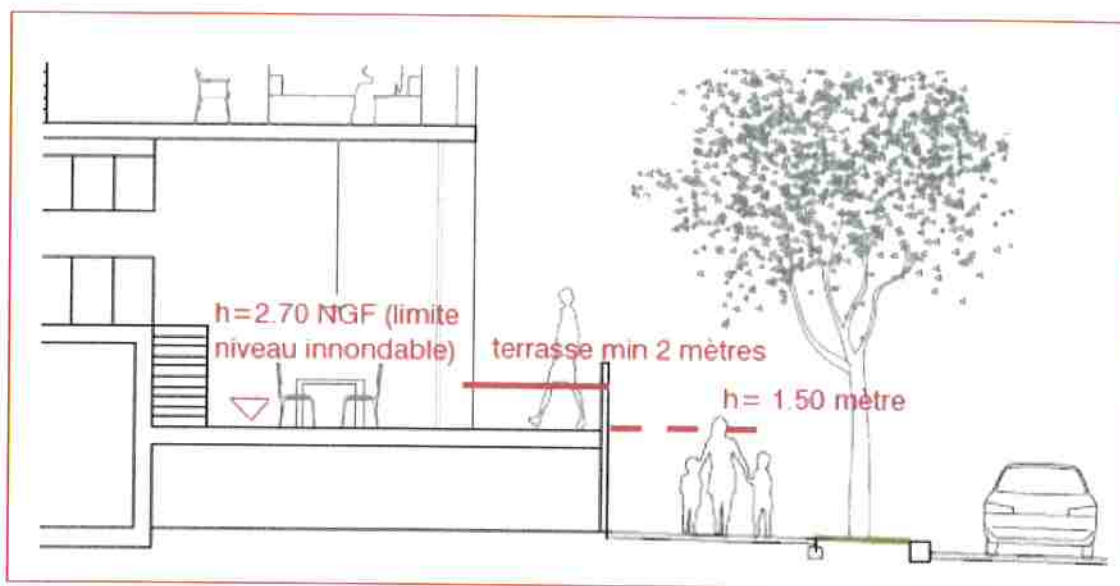 h=2.70 NGF (limite
niveau innondable)
terrasse min 2 mètres
h= 1.50 mètre